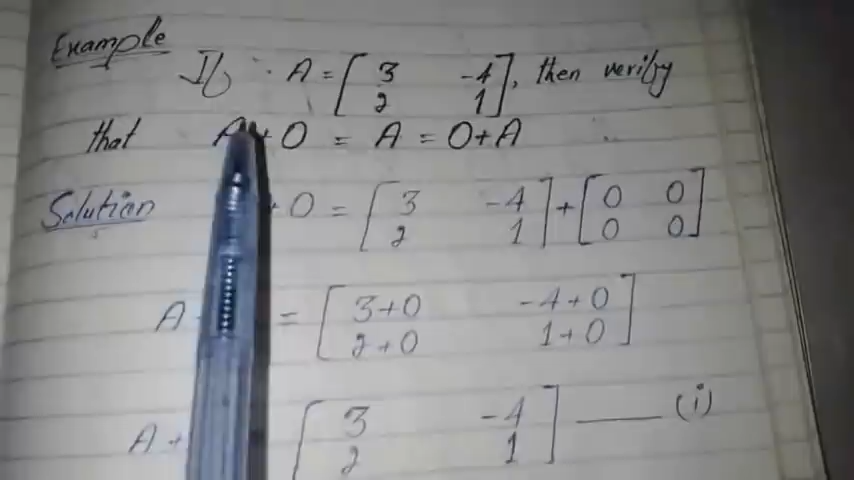 Example
If A = [ 3 -4
2 1 ], then verify
that A + O = A = O + A
Solution + O = [ 3 -4 ] + [ 0 0 ]
2 1 0 0
A = [ 3+0 -4+0 ]
2+0 1+0
A + [ 3 -4 ] —— (i)
2 1